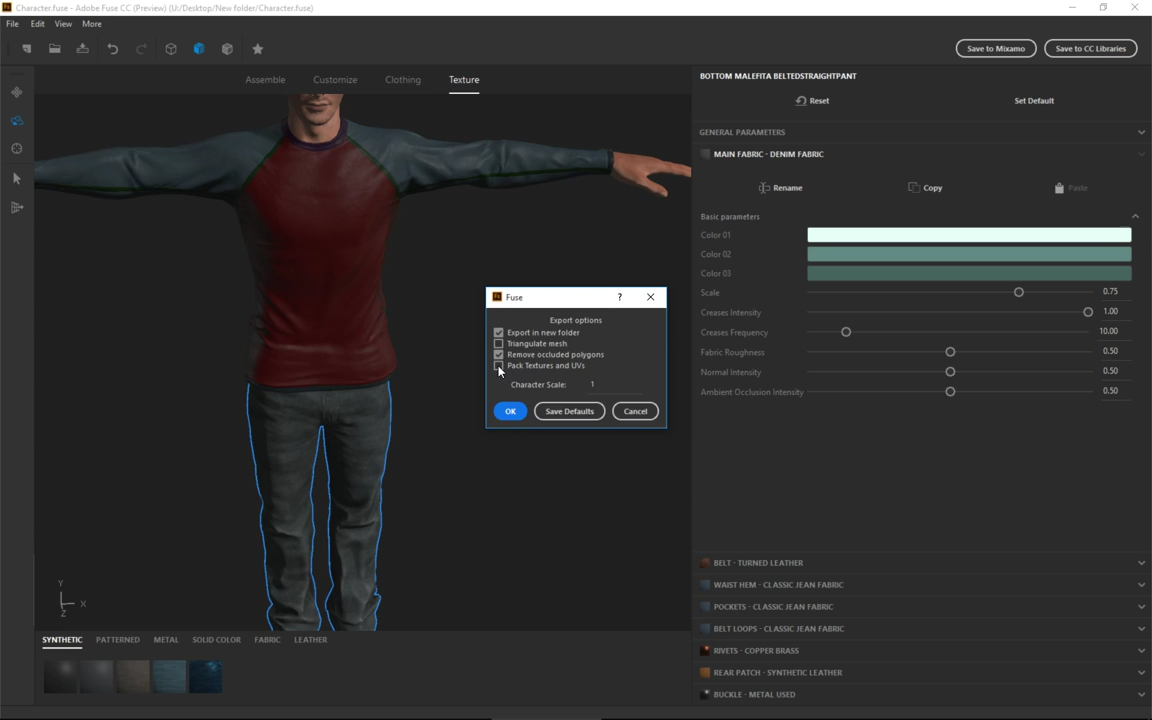 Character.fuse - Adobe Fuse CC (Preview) (U:/Desktop/New folder/Character.fuse)
File Edit View More
Save to Mixamo Save to CC Libraries
Assemble Customize Clothing Texture
BOTTOM MALEFITA BELTEDSTRAIGHTPANT
Reset Set Default
GENERAL PARAMETERS
MAIN FABRIC - DENIM FABRIC
Rename Copy Paste
Basic parameters
Color 01
Color 02
Color 03
Scale 0.75
Creases Intensity 1.00
Creases Frequency 10.00
Fabric Roughness 0.50
Normal Intensity 0.50
Ambient Occlusion Intensity 0.50
Fuse ?
Export options
Export in new folder
Triangulate mesh
Remove occluded polygons
Pack Textures and UVs
Character Scale: 1
OK Save Defaults Cancel
BELT - TURNED LEATHER
WAIST HEM - CLASSIC JEAN FABRIC
POCKETS - CLASSIC JEAN FABRIC
BELT LOOPS - CLASSIC JEAN FABRIC
RIVETS - COPPER BRASS
REAR PATCH - SYNTHETIC LEATHER
BUCKLE - METAL USED
Y
X
Z
SYNTHETIC PATTERNED METAL SOLID COLOR FABRIC LEATHER